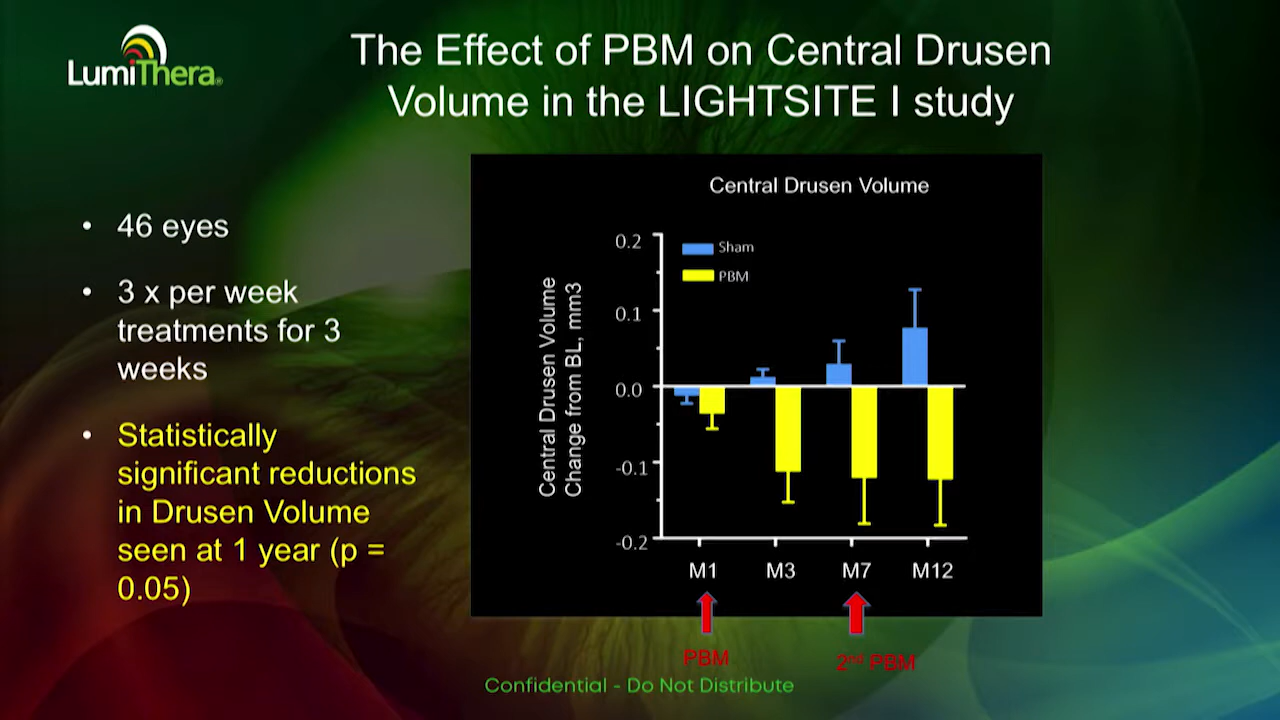 LumiThera®
The Effect of PBM on Central Drusen
Volume in the LIGHTSITE I study
• 46 eyes
• 3 x per week
treatments for 3
weeks
• Statistically
significant reductions
in Drusen Volume
seen at 1 year (p =
0.05)
Central Drusen Volume
Sham
PBM
Central Drusen Volume
Change from BL, mm3
0.2
0.1
0.0
-0.1
-0.2
M1 M3 M7 M12
PBM 2nd PBM
Confidential - Do Not Distribute